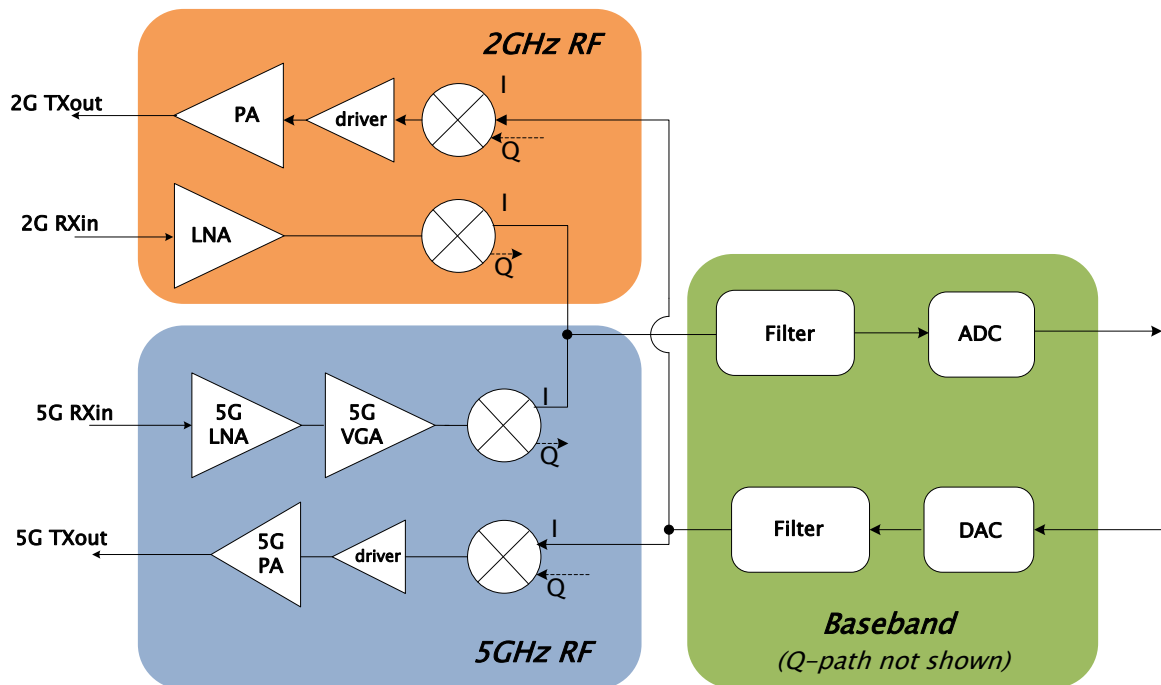 2GHz RF
2G TXout
PA
driver
I
Q
2G RXin
LNA
I
Q
Filter
ADC
5G RXin
5G
LNA
5G
VGA
I
Q
5G TXout
5G
PA
driver
I
Q
Filter
DAC
5GHz RF
Baseband
(Q-path not shown)